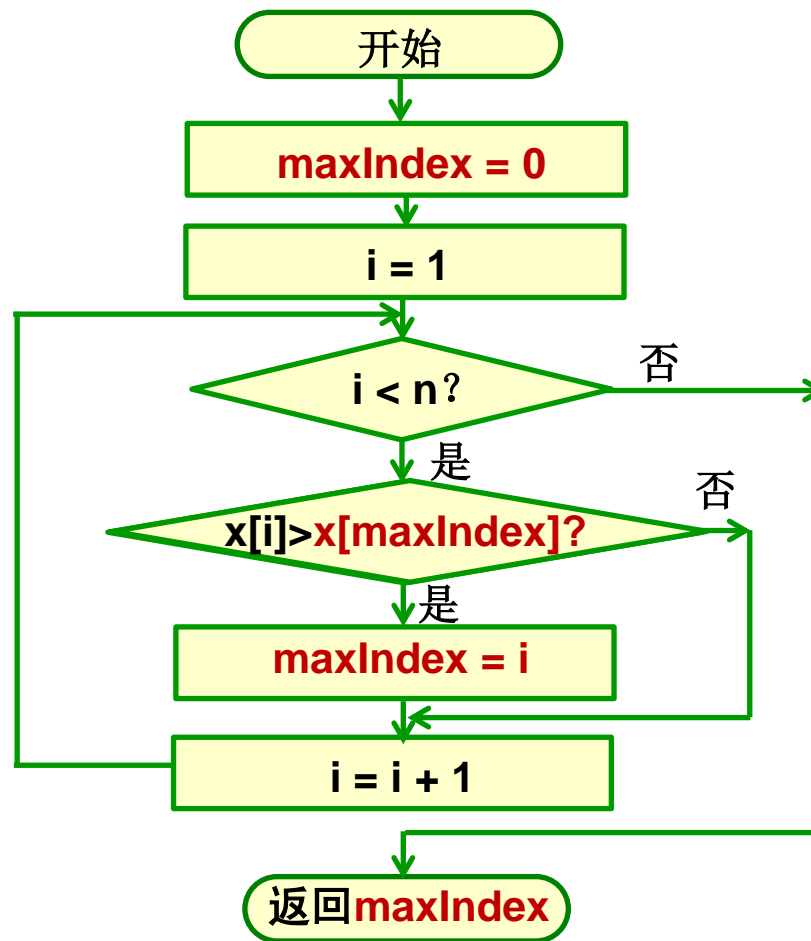 开始
maxIndex = 0
i = 1
i < n？
否
是
x[i]>x[maxIndex]?
否
是
maxIndex = i
i = i + 1
返回maxIndex